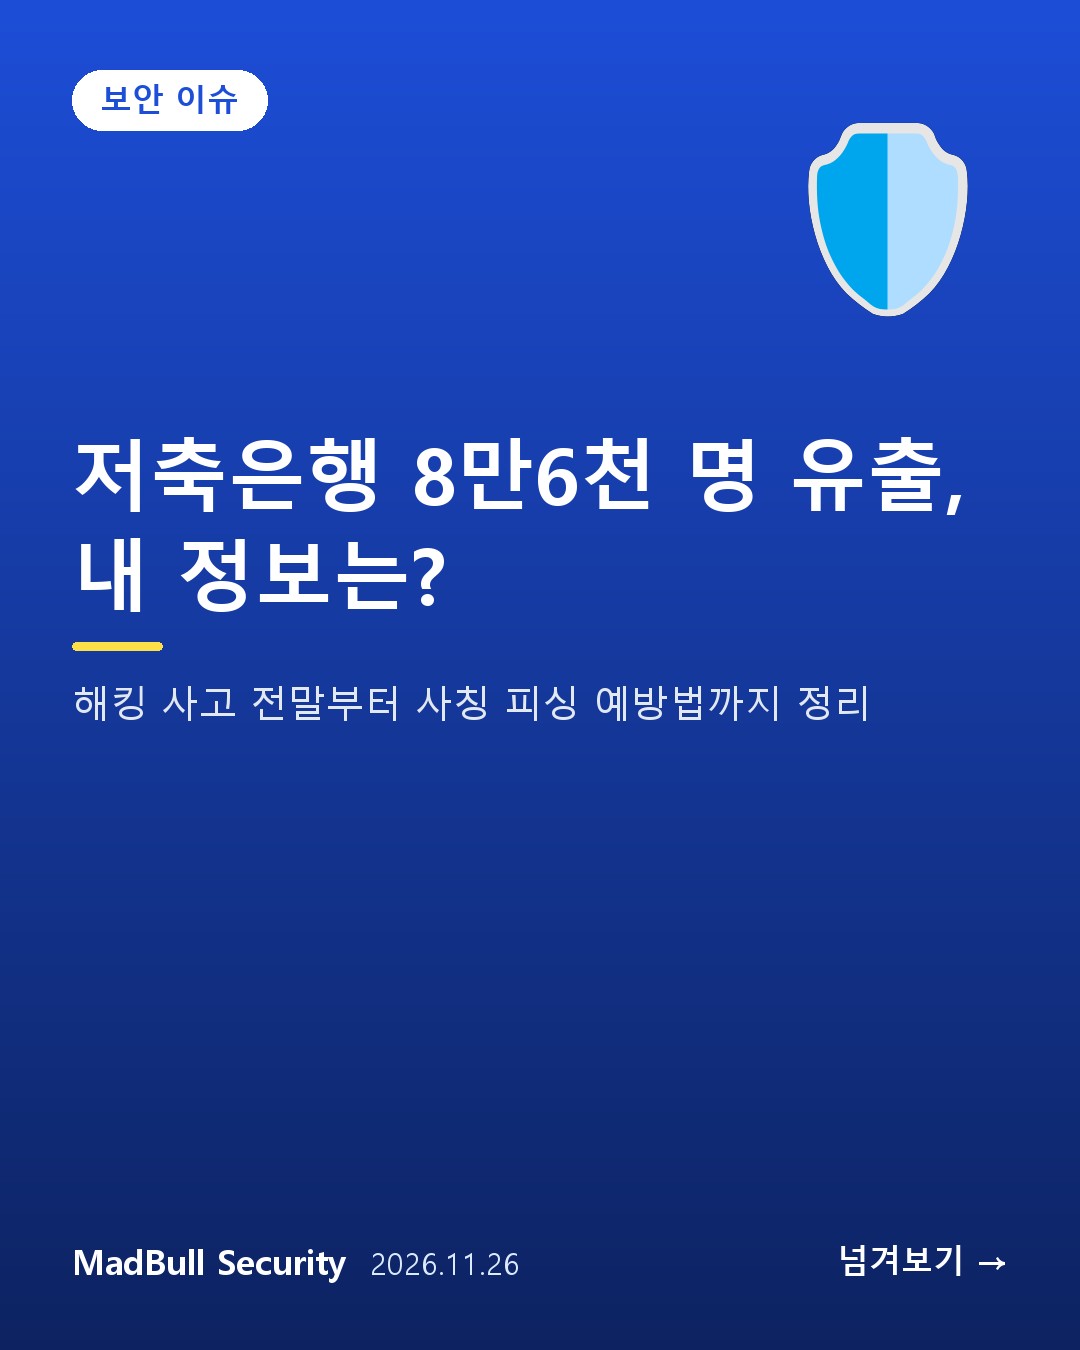 보안 이슈
저축은행 8만6천 명 유출,
내 정보는?
해킹 사고 전말부터 사칭 피싱 예방법까지 정리
MadBull Security 2026.11.26
넘겨보기 →